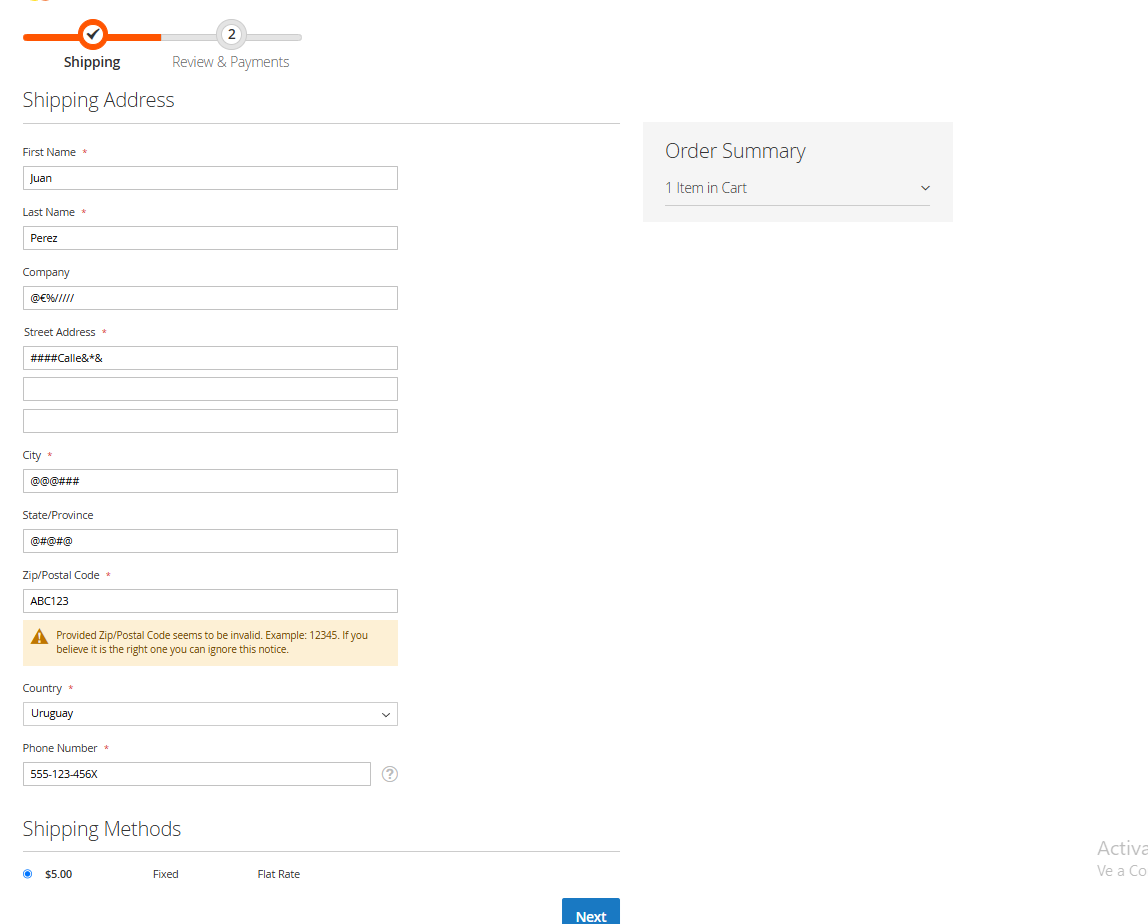 2
Shipping
Review & Payments
Shipping Address
First Name *
Juan
Last Name *
Perez
Company
@€%/////
Street Address *
####Calle&*&
City *
@@@###
State/Province
@#@#@
Zip/Postal Code *
ABC123
Provided Zip/Postal Code seems to be invalid. Example: 12345. If you
believe it is the right one you can ignore this notice.
Country *
Uruguay
Phone Number *
555-123-456X
?
Shipping Methods
$5.00 Fixed Flat Rate
Next
Order Summary
1 Item in Cart
Activa
Ve a Co